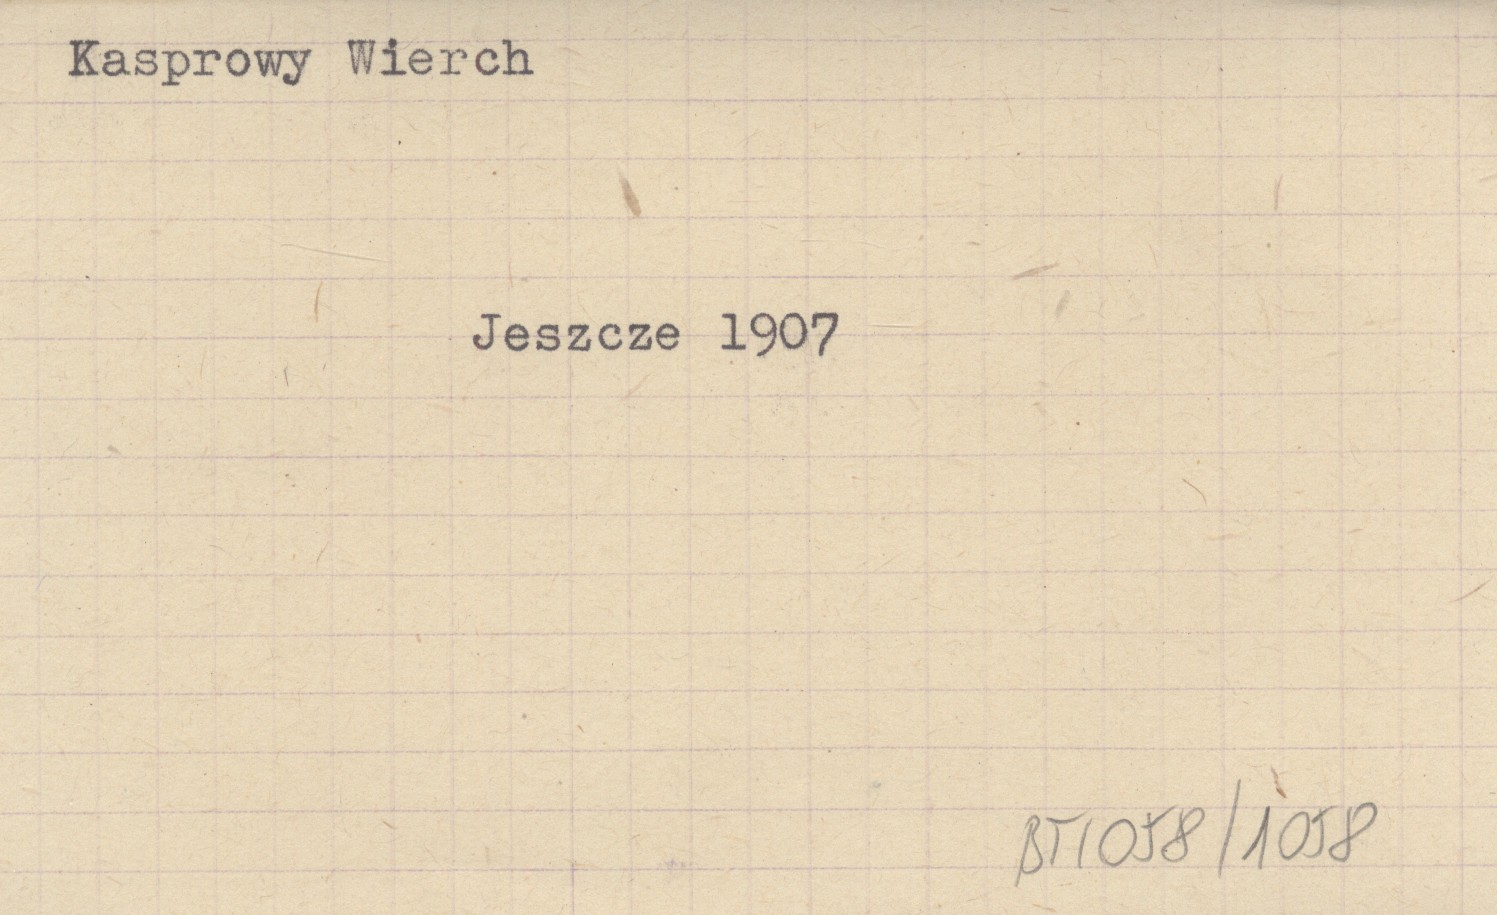 Kasprowy Wierch
Jeszcze 1907
BT1058/1058